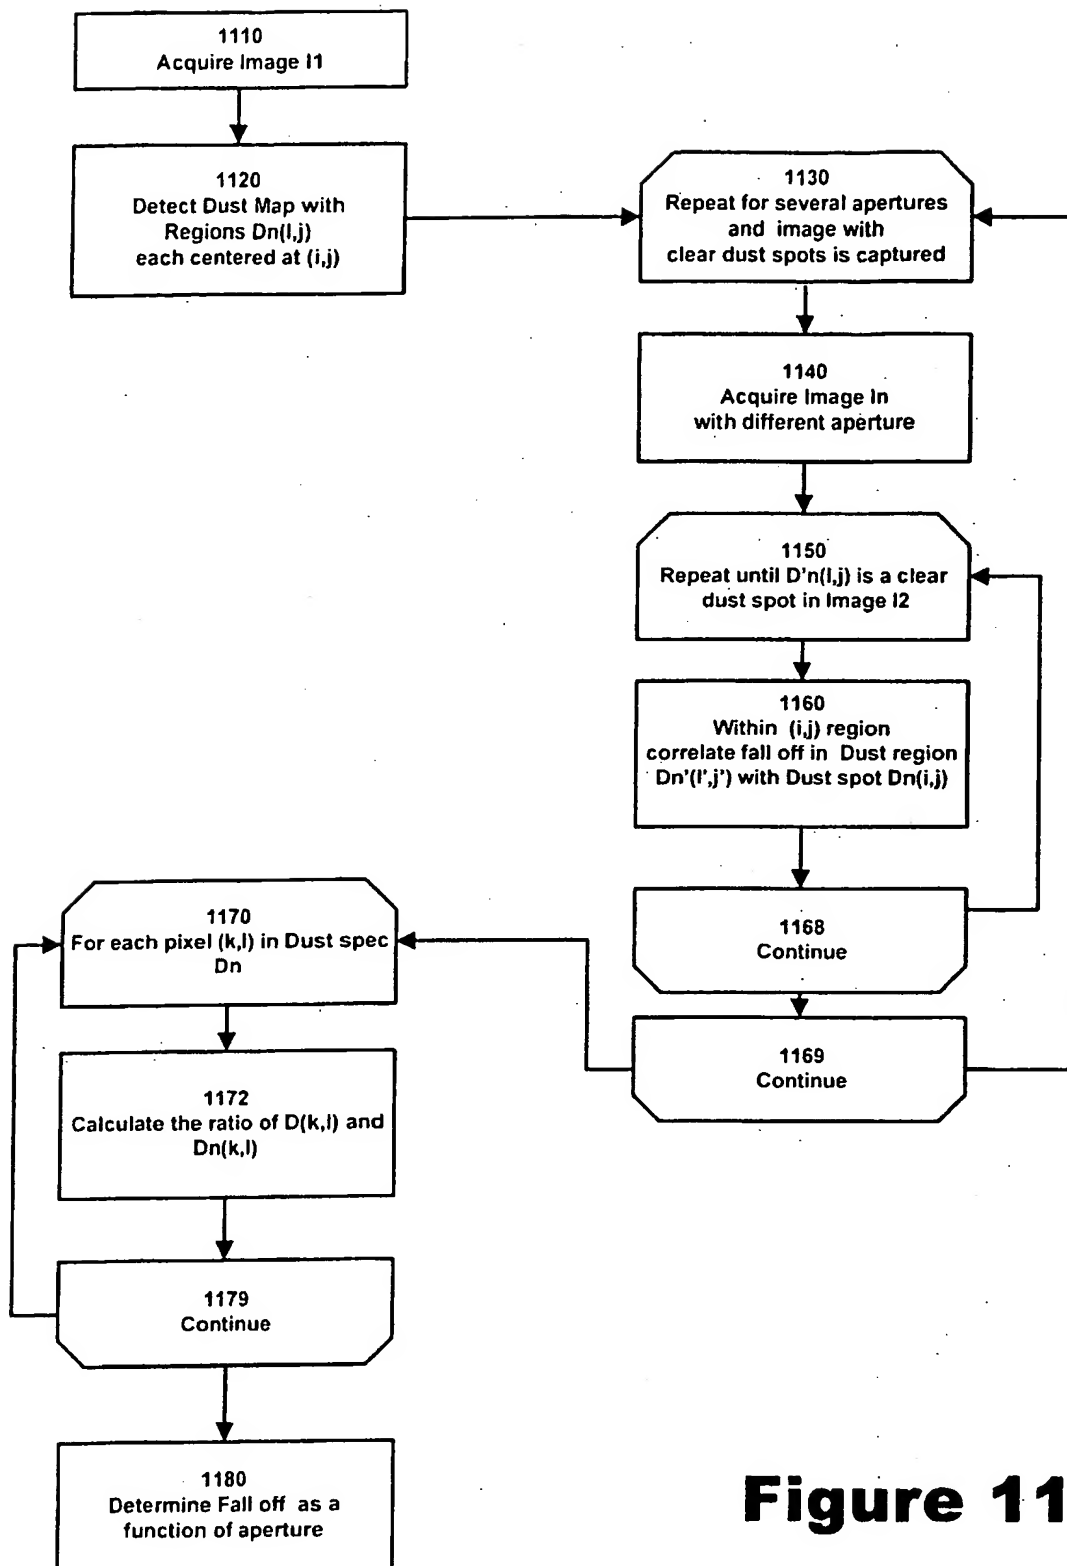 1110
Acquire Image I1
1120
Detect Dust Map with
Regions Dn(I,j)
each centered at (i,j)
1130
Repeat for several apertures
and image with
clear dust spots is captured
1140
Acquire Image In
with different aperture
1150
Repeat until D'n(I,j) is a clear
dust spot in Image I2
1160
Within (i,j) region
correlate fall off in Dust region
Dn'(I',j') with Dust spot Dn(i,j)
1168
Continue
1169
Continue
1170
For each pixel (k,l) in Dust spec
Dn
1172
Calculate the ratio of D(k,l) and
Dn(k,l)
1179
Continue
1180
Determine Fall off as a
function of aperture
Figure 11